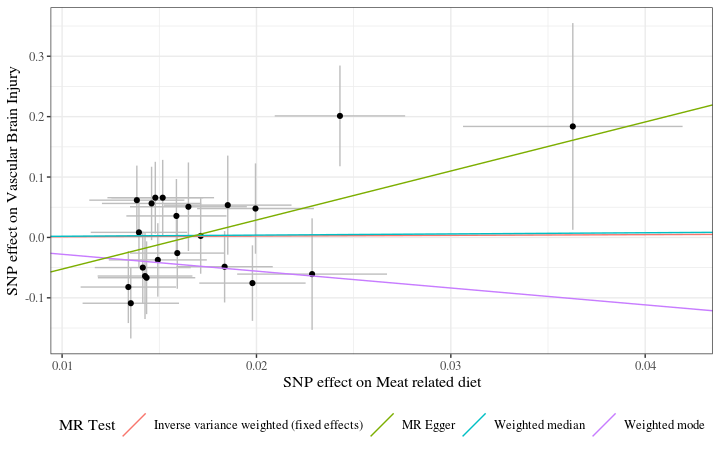 SNP effect on Vascular Brain Injury
0.3
0.2
0.1
0.0
-0.1
0.01 0.02 0.03 0.04
SNP effect on Meat related diet
MR Test Inverse variance weighted (fixed effects) MR Egger Weighted median Weighted mode